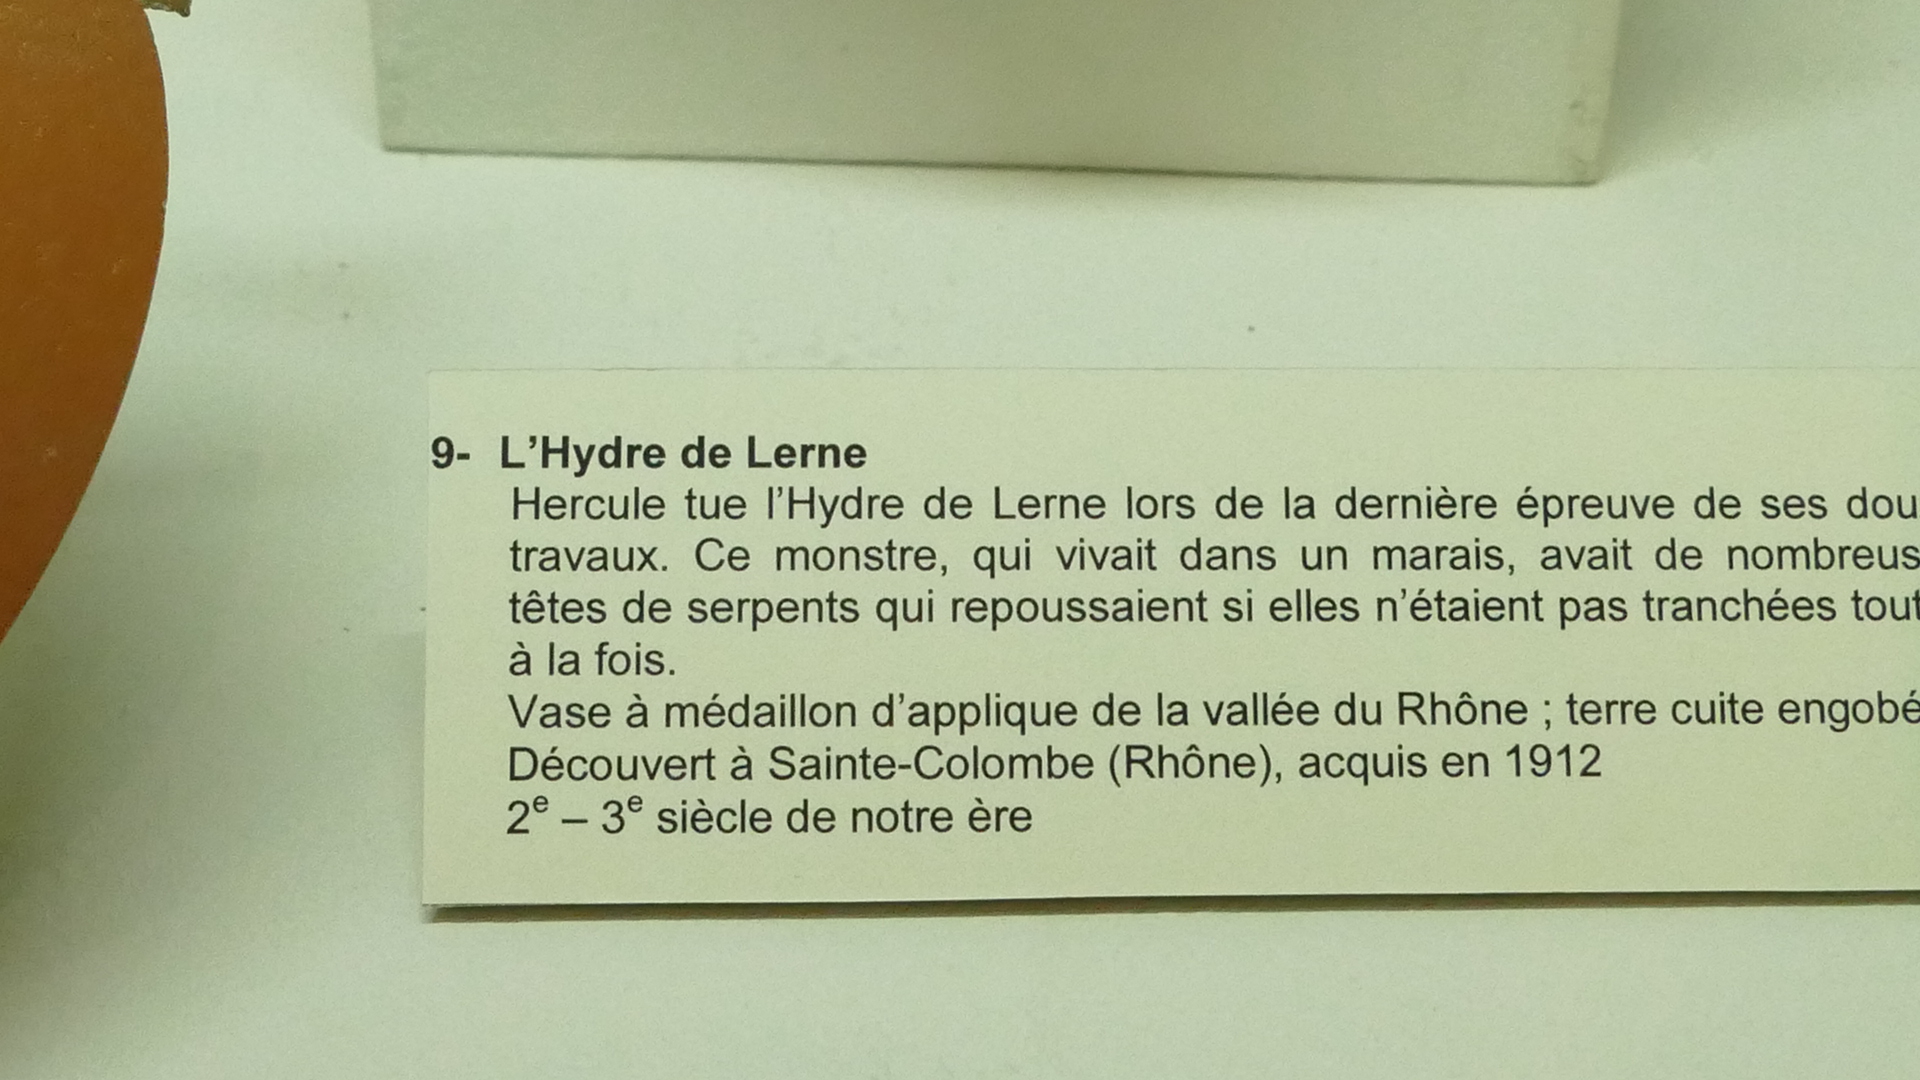 9- L’Hydre de Lerne
Hercule tue l’Hydre de Lerne lors de la dernière épreuve de ses dou
travaux. Ce monstre, qui vivait dans un marais, avait de nombreus
têtes de serpents qui repoussaient si elles n’étaient pas tranchées tout
à la fois.
Vase à médaillon d’applique de la vallée du Rhône ; terre cuite engobé
Découvert à Sainte-Colombe (Rhône), acquis en 1912
2e – 3e siècle de notre ère